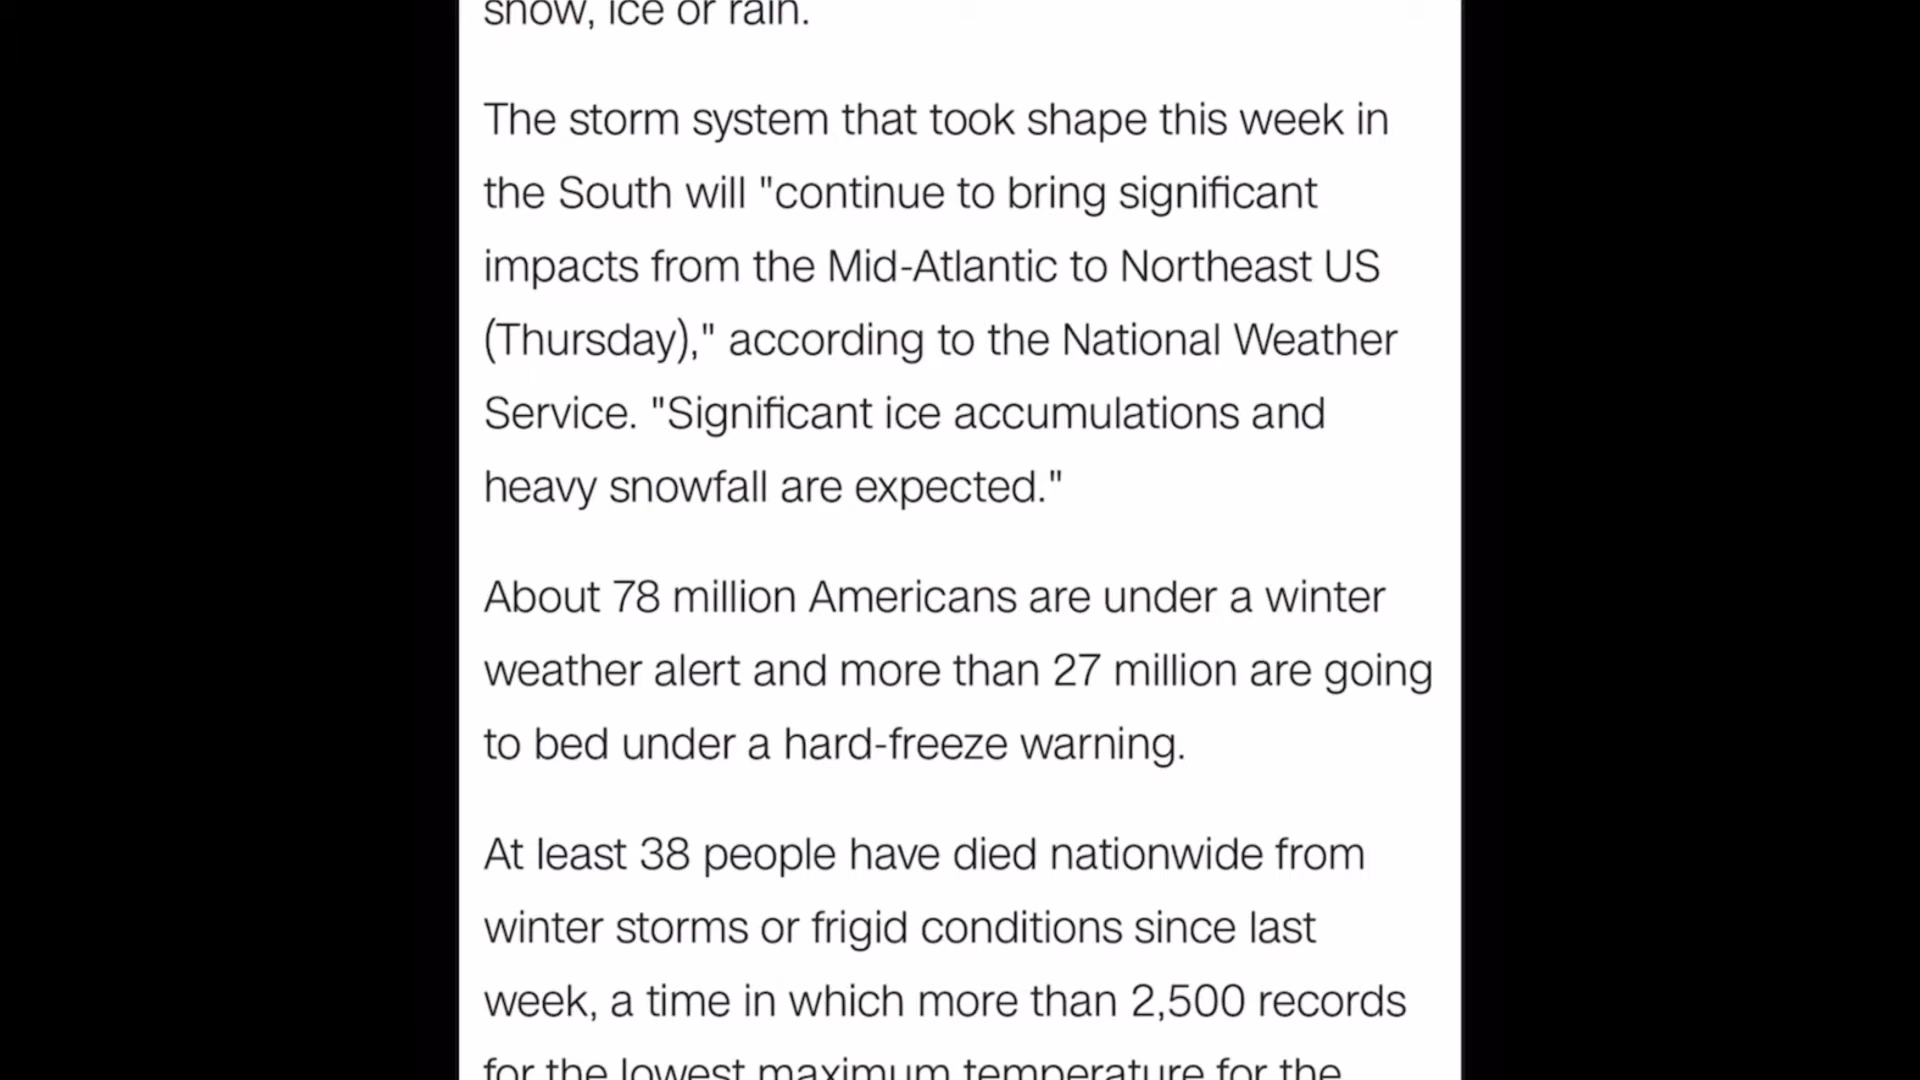 snow, ice or rain.
The storm system that took shape this week in
the South will "continue to bring significant
impacts from the Mid-Atlantic to Northeast US
(Thursday)," according to the National Weather
Service. "Significant ice accumulations and
heavy snowfall are expected."
About 78 million Americans are under a winter
weather alert and more than 27 million are going
to bed under a hard-freeze warning.
At least 38 people have died nationwide from
winter storms or frigid conditions since last
week, a time in which more than 2,500 records
for the lowest maximum temperature for the